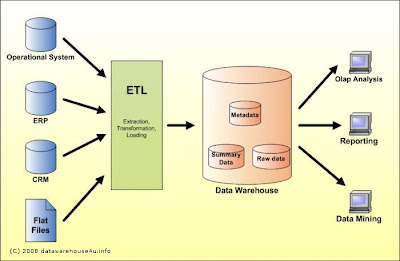 Operational System
ERP
CRM
Flat
Files
ETL
Extraction,
Transformation,
Loading
Metadata
Summary
Data
Raw data
Data Warehouse
Olap Analysis
Reporting
Data Mining
(C) 2008 datawarehouse4u.info